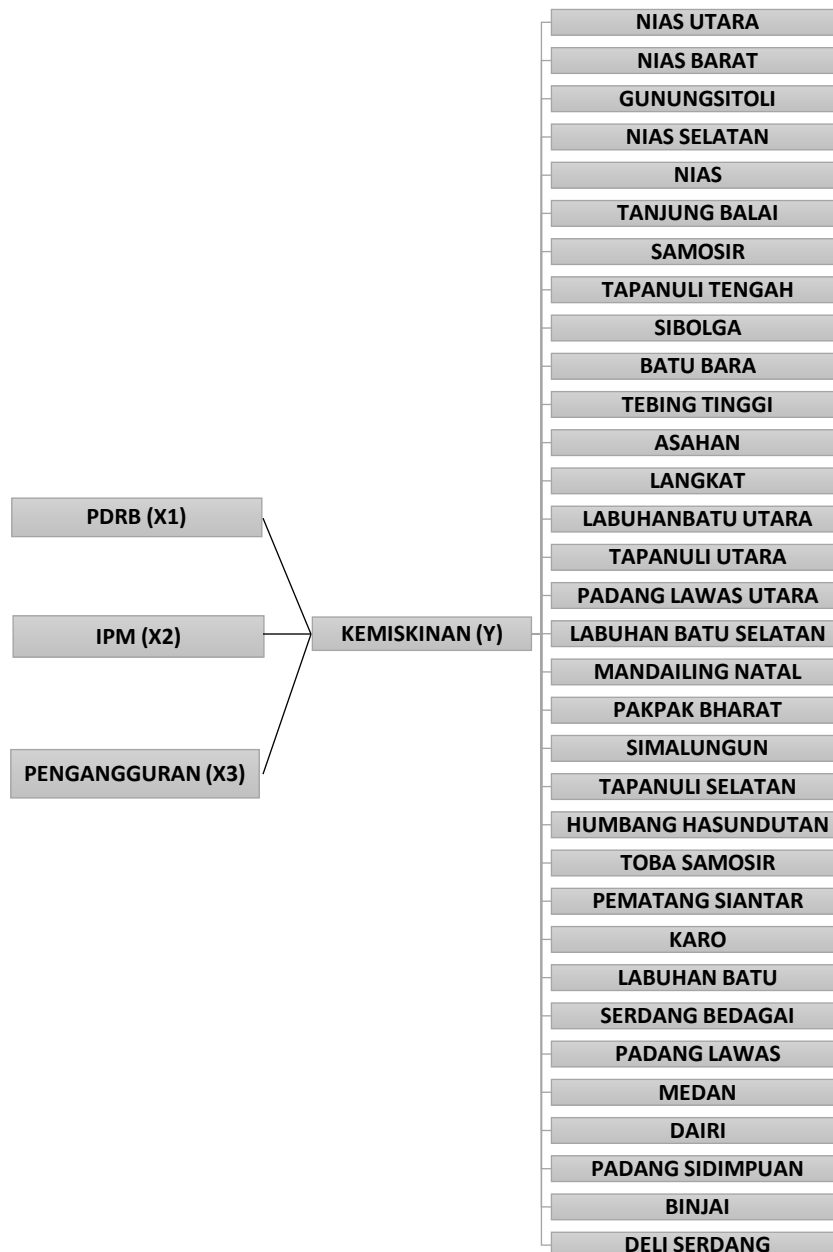 PDRB (X1)
IPM (X2)
PENGANGGURAN (X3)
KEMISKINAN (Y)
NIAS UTARA
NIAS BARAT
GUNUNGSITOLI
NIAS SELATAN
NIAS
TANJUNG BALAI
SAMOSIR
TAPANULI TENGAH
SIBOLGA
BATU BARA
TEBING TINGGI
ASAHAN
LANGKAT
LABUHANBATU UTARA
TAPANULI UTARA
PADANG LAWAS UTARA
LABUHAN BATU SELATAN
MANDAILING NATAL
PAKPAK BHARAT
SIMALUNGUN
TAPANULI SELATAN
HUMBANG HASUNDUTAN
TOBA SAMOSIR
PEMATANG SIANTAR
KARO
LABUHAN BATU
SERDANG BEDAGAI
PADANG LAWAS
MEDAN
DAIRI
PADANG SIDIMPUAN
BINJAI
DELI SERDANG